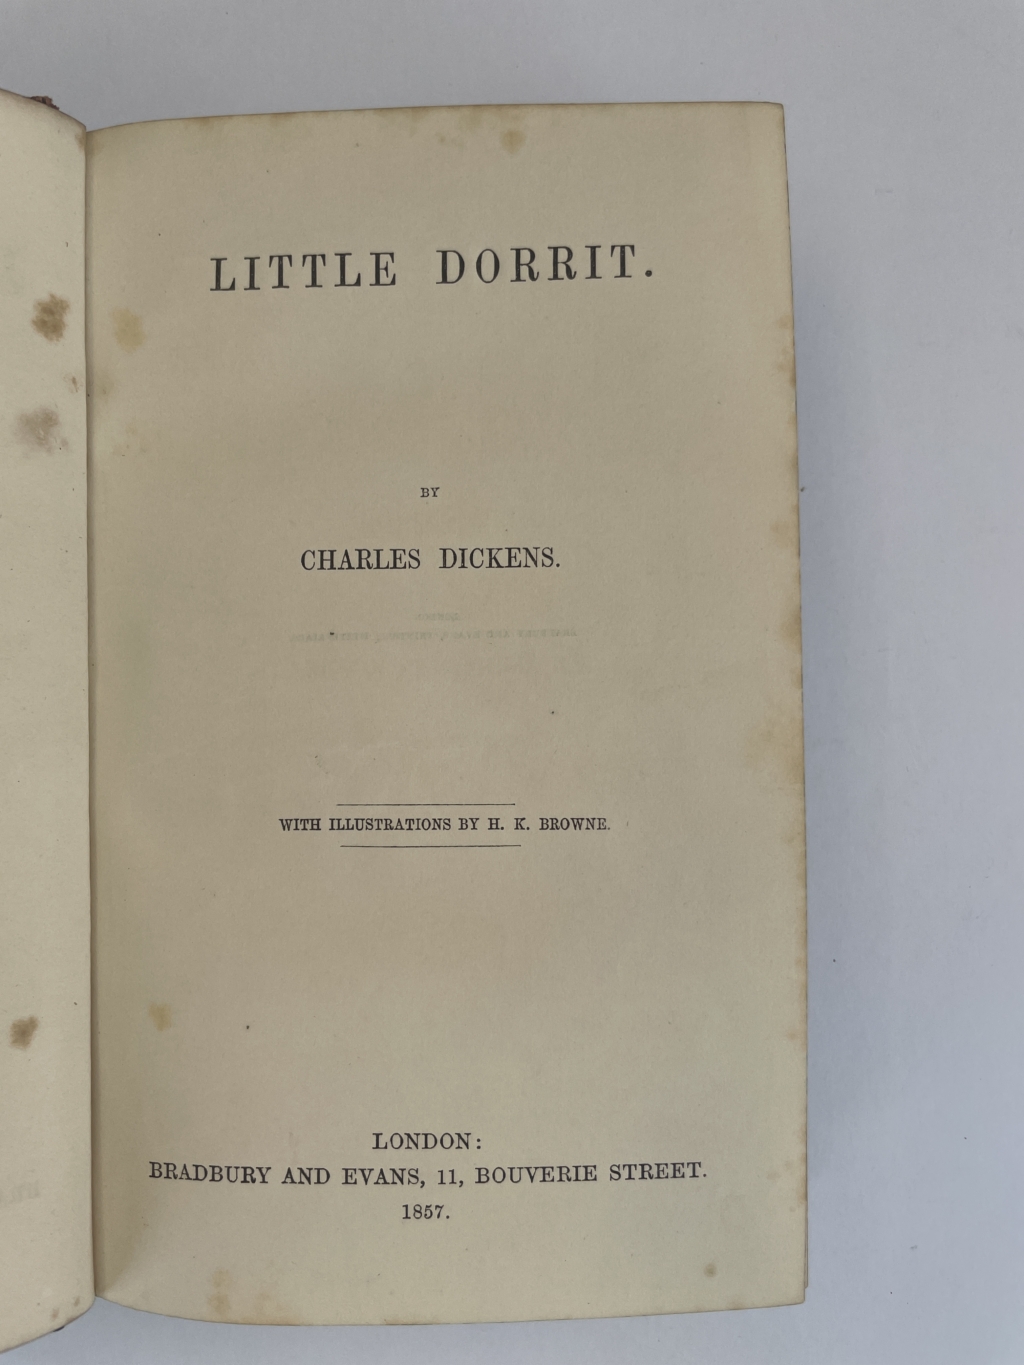 LITTLE DORRIT.
BY
CHARLES DICKENS.
WITH ILLUSTRATIONS BY H. K. BROWNE.
LONDON:
BRADBURY AND EVANS, 11, BOUVERIE STREET.
1857.